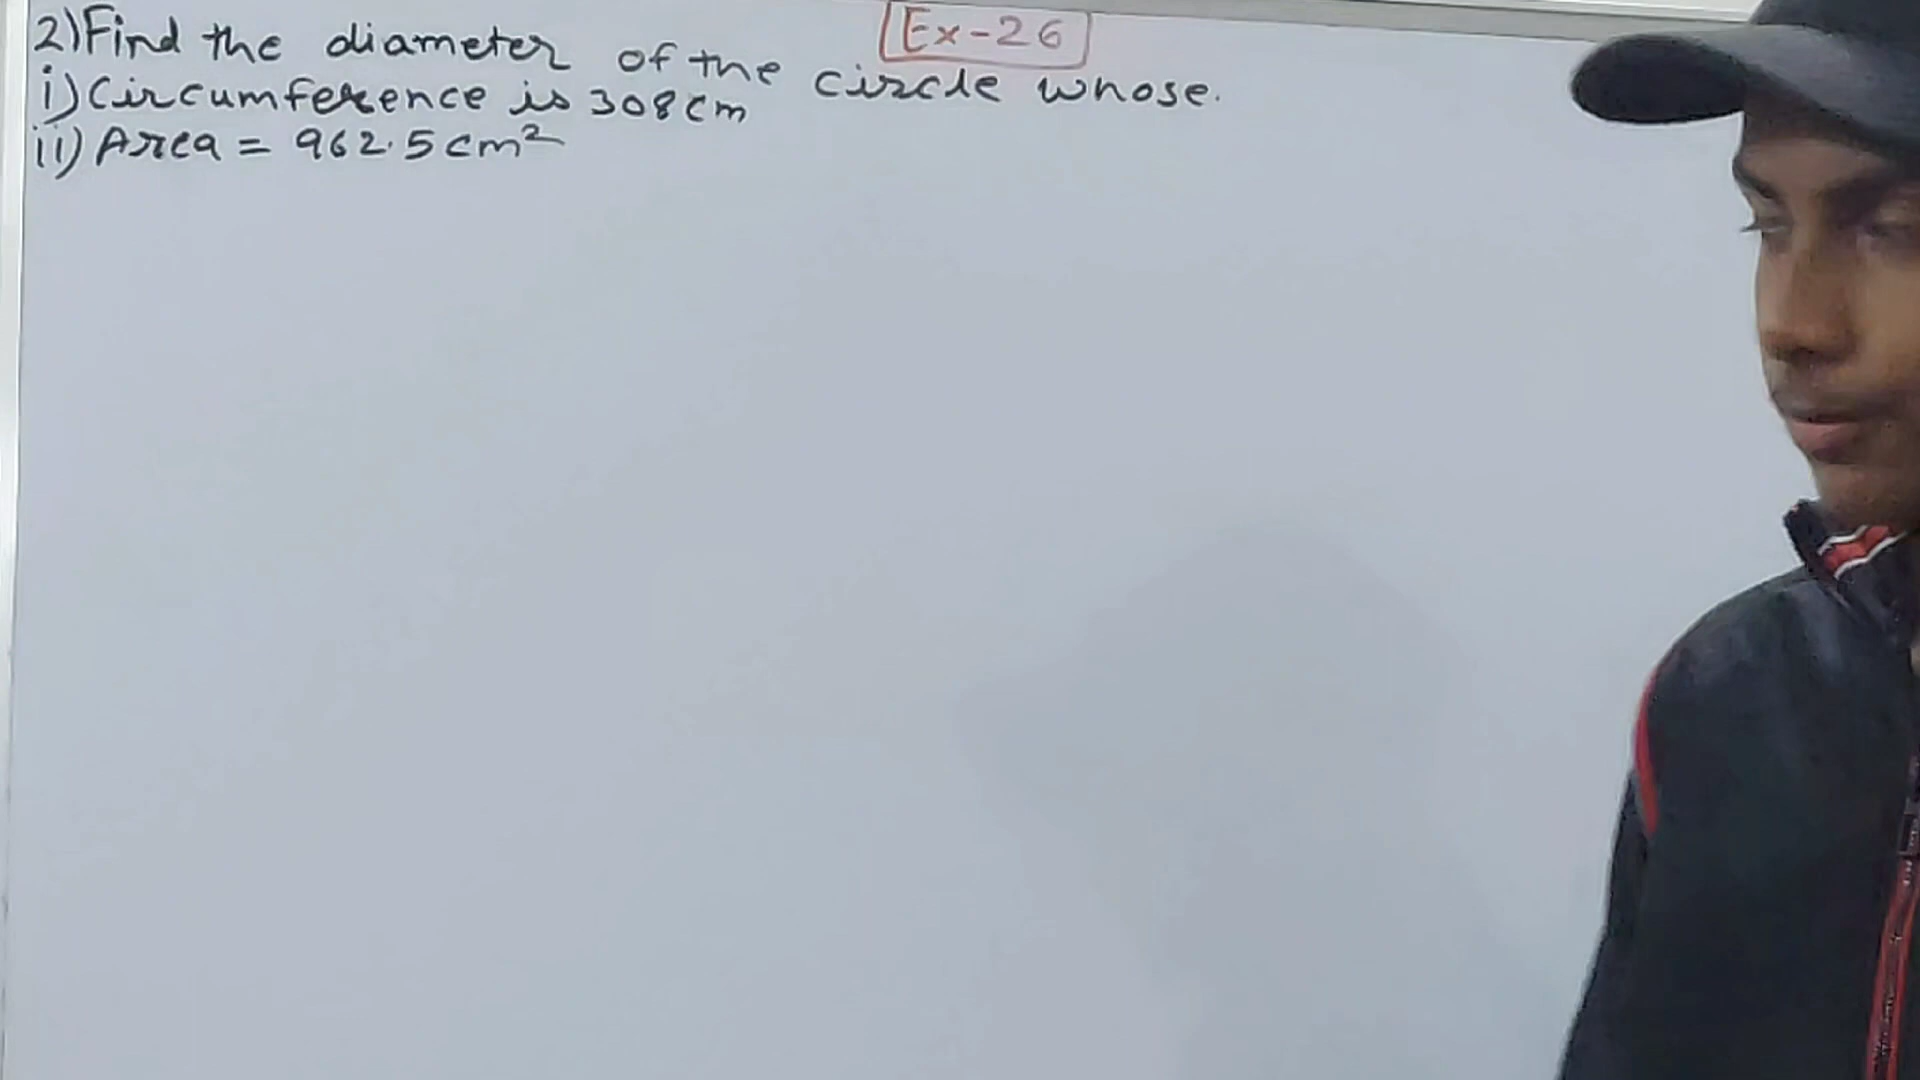 Ex-26
2) Find the diameter of the circle whose.
i) Circumference is 308 cm
ii) Area = 962.5 cm²